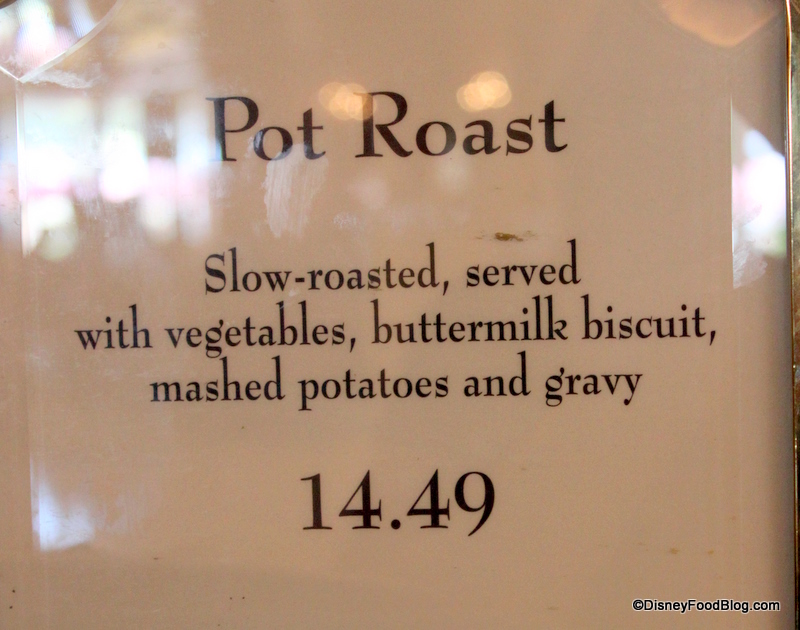 Pot Roast
Slow-roasted, served
with vegetables, buttermilk biscuit,
mashed potatoes and gravy
14.49
©DisneyFoodBlog.com